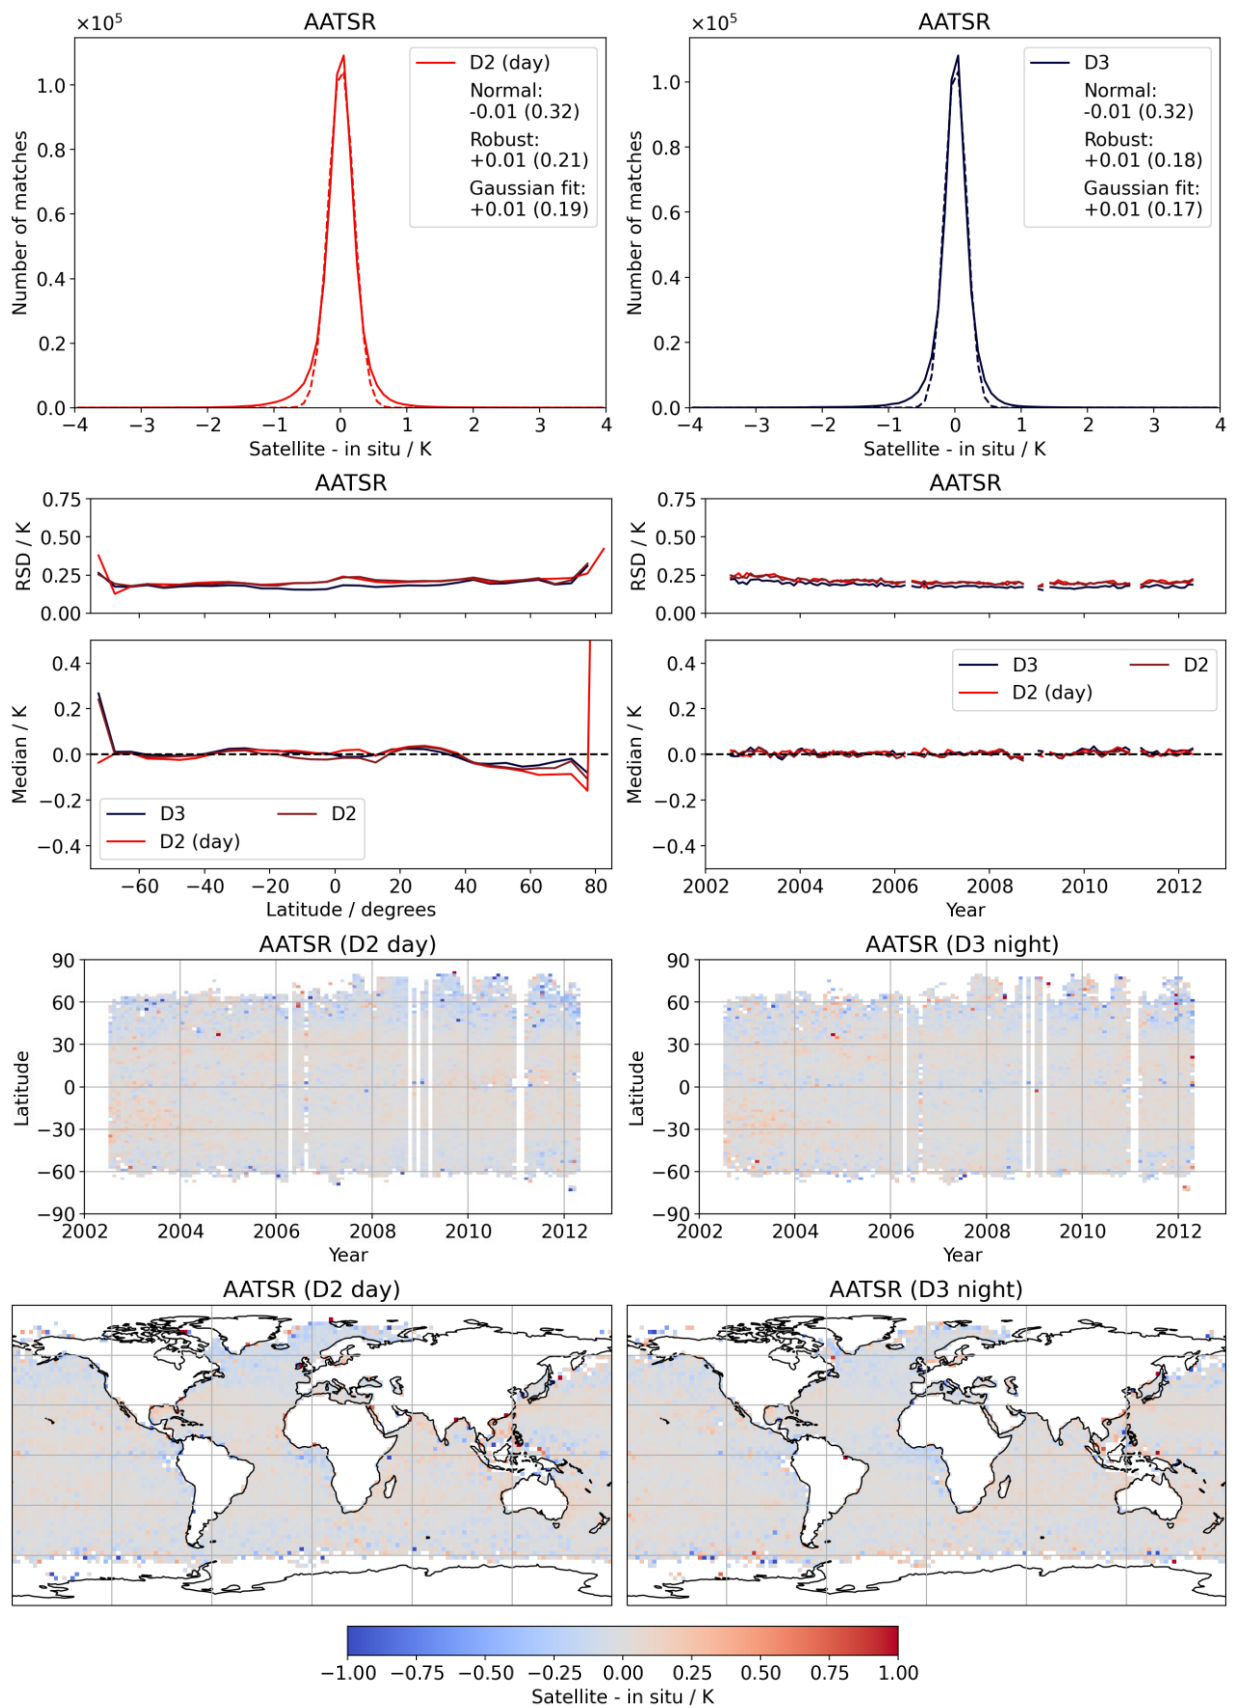 ×10⁵
AATSR
D2 (day)
Normal:
-0.01 (0.32)
Robust:
+0.01 (0.21)
Gaussian fit:
+0.01 (0.19)
Number of matches
1.0
0.8
0.6
0.4
0.2
0.0
−4 −3 −2 −1 0 1 2 3 4
Satellite - in situ / K
×10⁵
AATSR
D3
Normal:
-0.01 (0.32)
Robust:
+0.01 (0.18)
Gaussian fit:
+0.01 (0.17)
Number of matches
1.0
0.8
0.6
0.4
0.2
0.0
−4 −3 −2 −1 0 1 2 3 4
Satellite - in situ / K
AATSR
RSD / K
0.75
0.50
0.25
0.00
Median / K
0.4
0.2
0.0
−0.2
−0.4
D3 D2
D2 (day)
−60 −40 −20 0 20 40 60 80
Latitude / degrees
AATSR
RSD / K
0.75
0.50
0.25
0.00
Median / K
0.4
0.2
0.0
−0.2
−0.4
D3 D2
D2 (day)
2002 2004 2006 2008 2010 2012
Year
AATSR (D2 day)
Latitude
90
60
30
0
−30
−60
−90
2002 2004 2006 2008 2010 2012
Year
AATSR (D3 night)
Latitude
90
60
30
0
−30
−60
−90
2002 2004 2006 2008 2010 2012
Year
AATSR (D2 day)
AATSR (D3 night)
−1.00 −0.75 −0.50 −0.25 0.00 0.25 0.50 0.75 1.00
Satellite - in situ / K